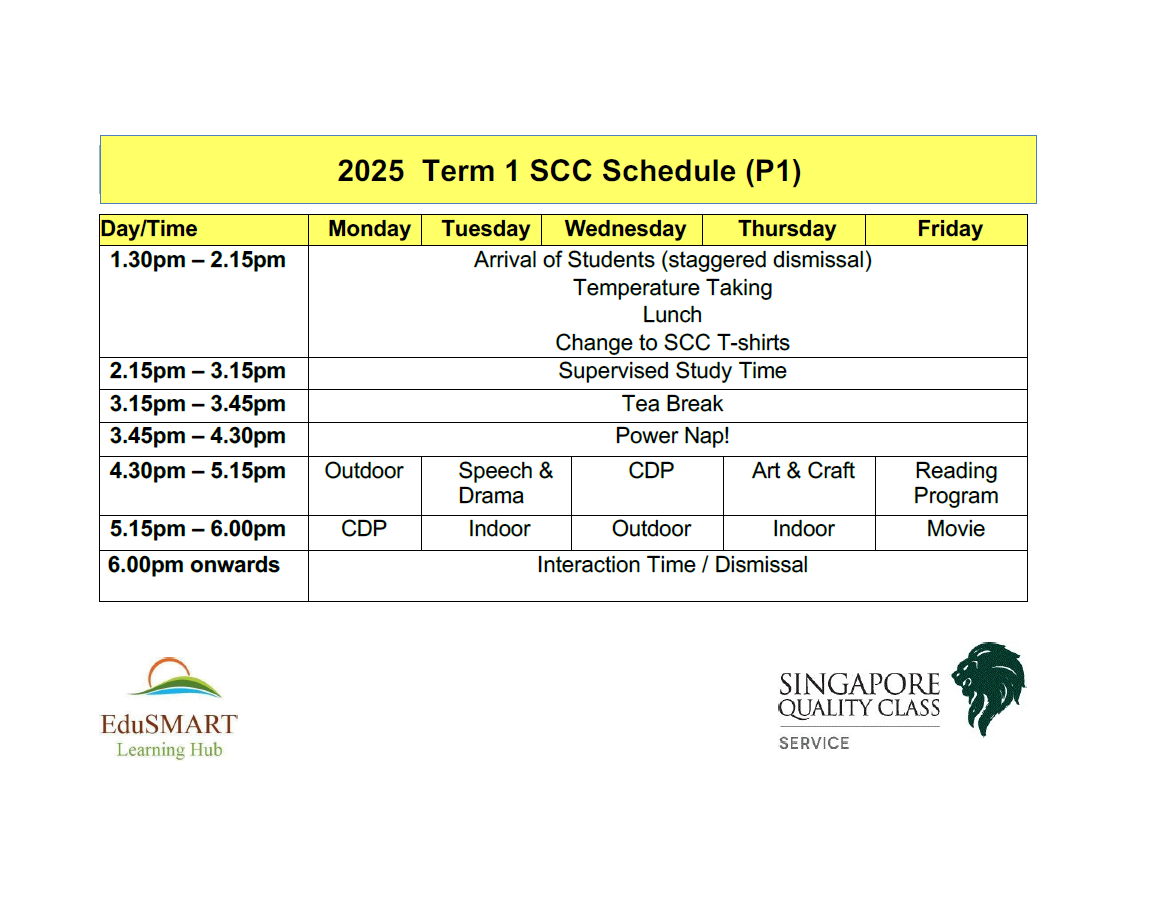 2025  Term 1 SCC Schedule (P1)
Day/Time Monday Tuesday Wednesday Thursday Friday
1.30pm – 2.15pm Arrival of Students (staggered dismissal)
Temperature Taking
Lunch
Change to SCC T-shirts
2.15pm – 3.15pm Supervised Study Time
3.15pm – 3.45pm Tea Break
3.45pm – 4.30pm Power Nap!
4.30pm – 5.15pm Outdoor Speech & CDP Art & Craft Reading
Drama Program
5.15pm – 6.00pm CDP Indoor Outdoor Indoor Movie
6.00pm onwards Interaction Time / Dismissal
EduSMART
Learning Hub
SINGAPORE
QUALITY CLASS
SERVICE